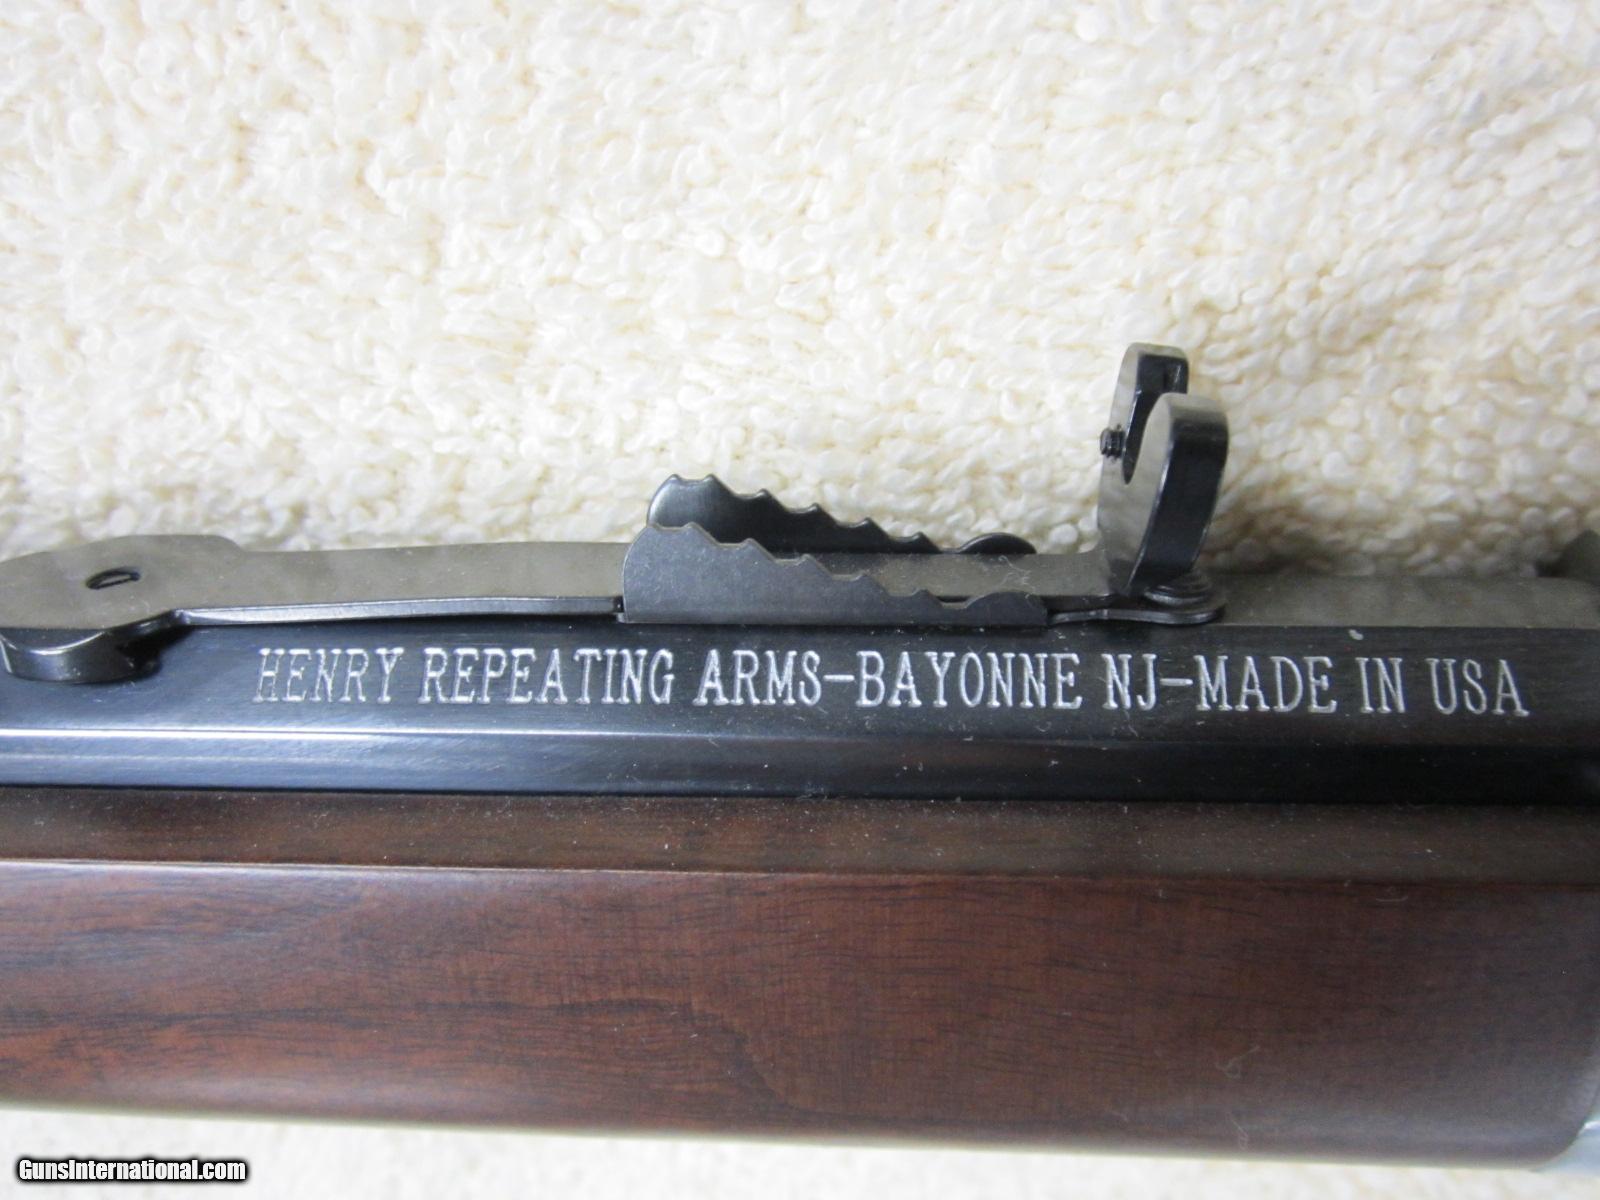 HENRY REPEATING ARMS-BAYONNE NJ-MADE IN USA
GunsInternational.com